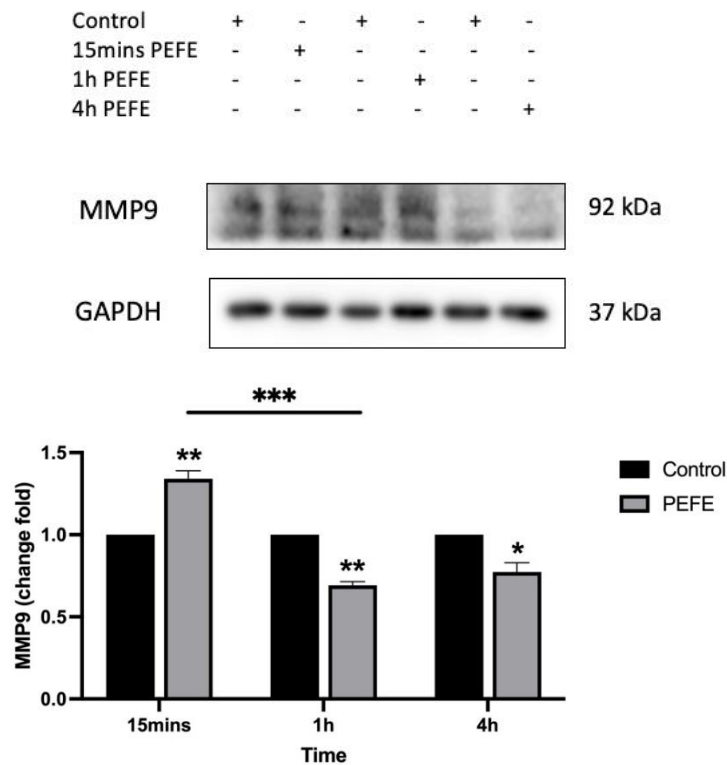 Control + - + - + -
15mins PEFE - + - - - -
1h PEFE - - - + - -
4h PEFE - - - - - +
MMP9 92 kDa
GAPDH 37 kDa
***
1.5
**
Control
PEFE
1.0
**
*
0.5
0.0
MMP9 (change fold)
15mins 1h 4h
Time